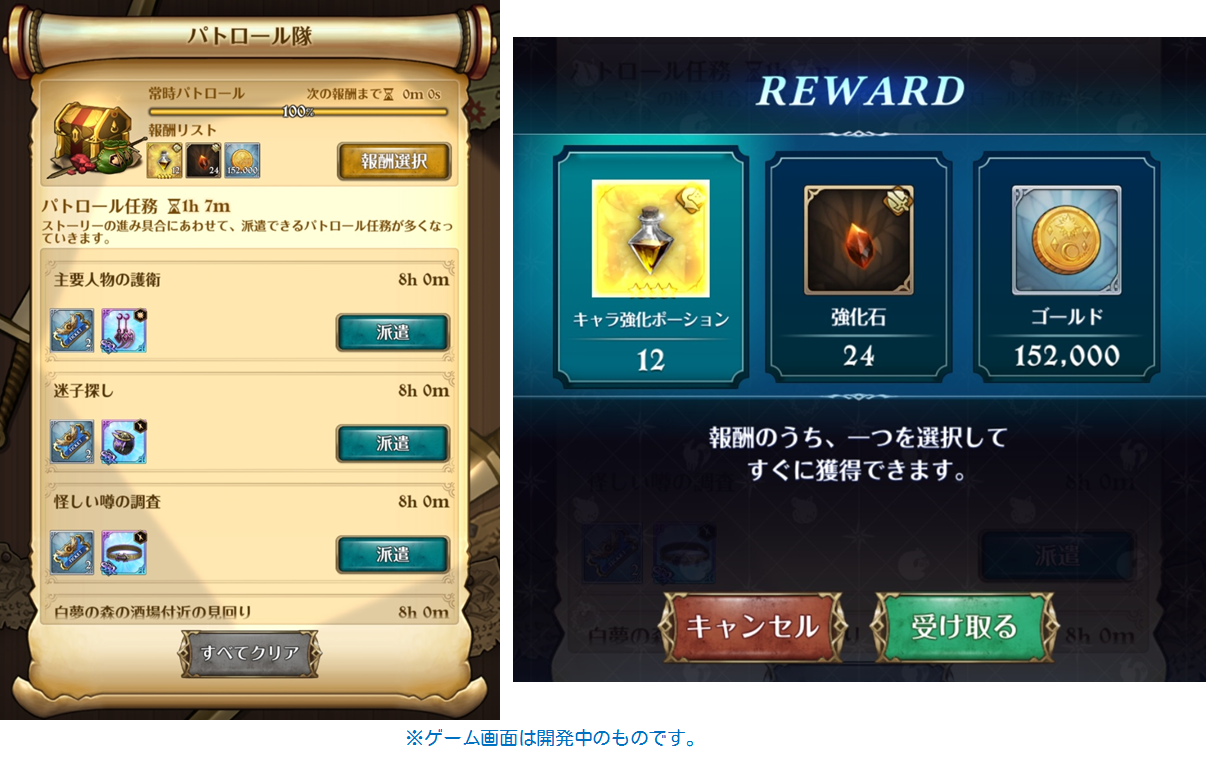 パトロール隊
常時パトロール 次の報酬まで 0m 0s
100%
報酬リスト
12 24 152,000
報酬選択
パトロール任務 1h 7m
ストーリーの進み具合にあわせて、派遣できるパトロール任務が多くなっ
ていきます。
主要人物の護衛 8h 0m
2
派遣
迷子探し 8h 0m
2
派遣
怪しい噂の調査 8h 0m
2
派遣
白夢の森の酒場付近の見回り 8h 0m
すべてクリア
REWARD
キャラ強化ポーション
12
強化石
24
ゴールド
152,000
報酬のうち、一つを選択して
すぐに獲得できます。
派遣
8h 0m
キャンセル
受け取る
※ゲーム画面は開発中のものです。